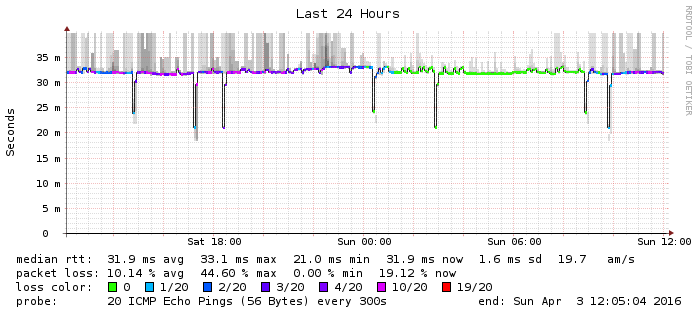 Last 24 Hours
RRDTOOL / TOBI OETIKER
Seconds
35 m
30 m
25 m
20 m
15 m
10 m
5 m
0
Sat 18:00 Sun 00:00 Sun 06:00 Sun 12:00
median rtt: 31.9 ms avg 33.1 ms max 21.0 ms min 31.9 ms now 1.6 ms sd 19.7 am/s
packet loss: 10.14 % avg 44.60 % max 0.00 % min 19.12 % now
loss color: 0 1/20 2/20 3/20 4/20 10/20 19/20
probe: 20 ICMP Echo Pings (56 Bytes) every 300s end: Sun Apr 3 12:05:04 2016